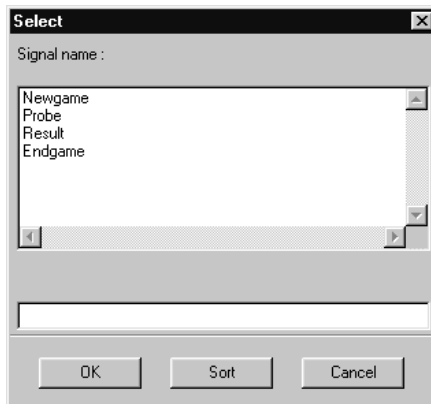 Select
Signal name :
Newgame
Probe
Result
Endgame
OK Sort Cancel